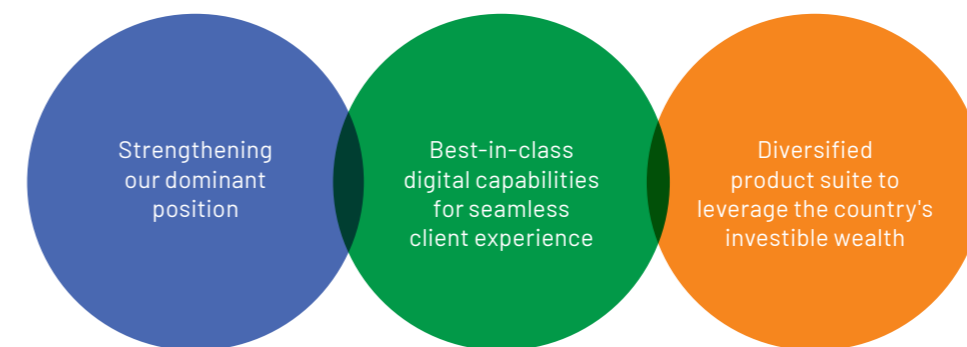 Strengthening
our dominant
position
Best-in-class
digital capabilities
for seamless
client experience
Diversified
product suite to
leverage the country's
investible wealth